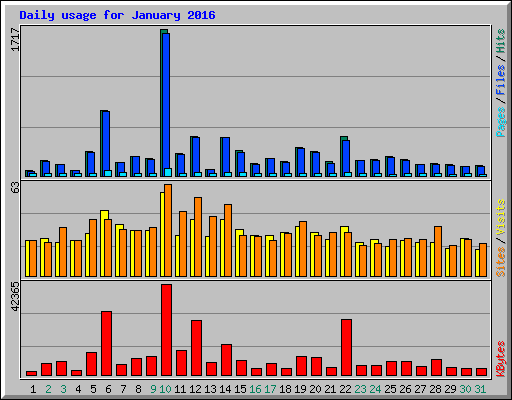 Daily usage for January 2016
1717
Pages / Files / Hits
63
Sites / Visits
42365
KBytes
1 2 3 4 5 6 7 8 9 10 11 12 13 14 15 16 17 18 19 20 21 22 23 24 25 26 27 28 29 30 31